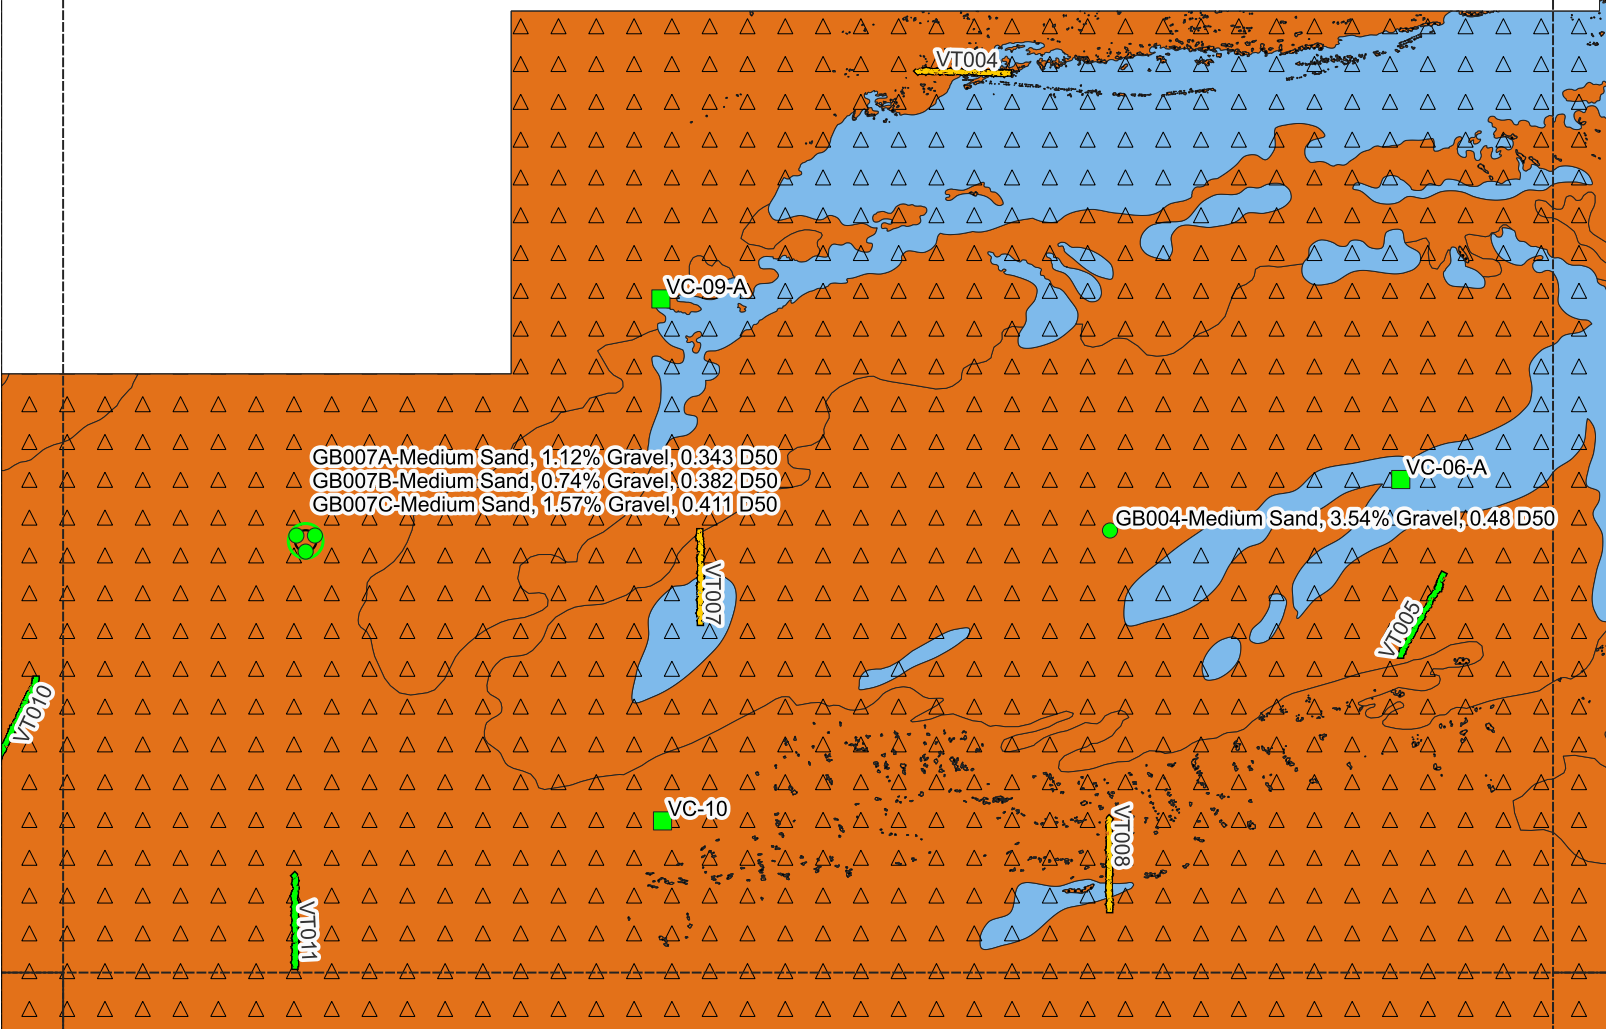 VT004
VC-09-A
GB007A-Medium Sand, 1.12% Gravel, 0.343 D50
GB007B-Medium Sand, 0.74% Gravel, 0.382 D50
GB007C-Medium Sand, 1.57% Gravel, 0.411 D50
VC-06-A
GB004-Medium Sand, 3.54% Gravel, 0.48 D50
VT007
VT005
VT010
VC-10
VT008
VT011